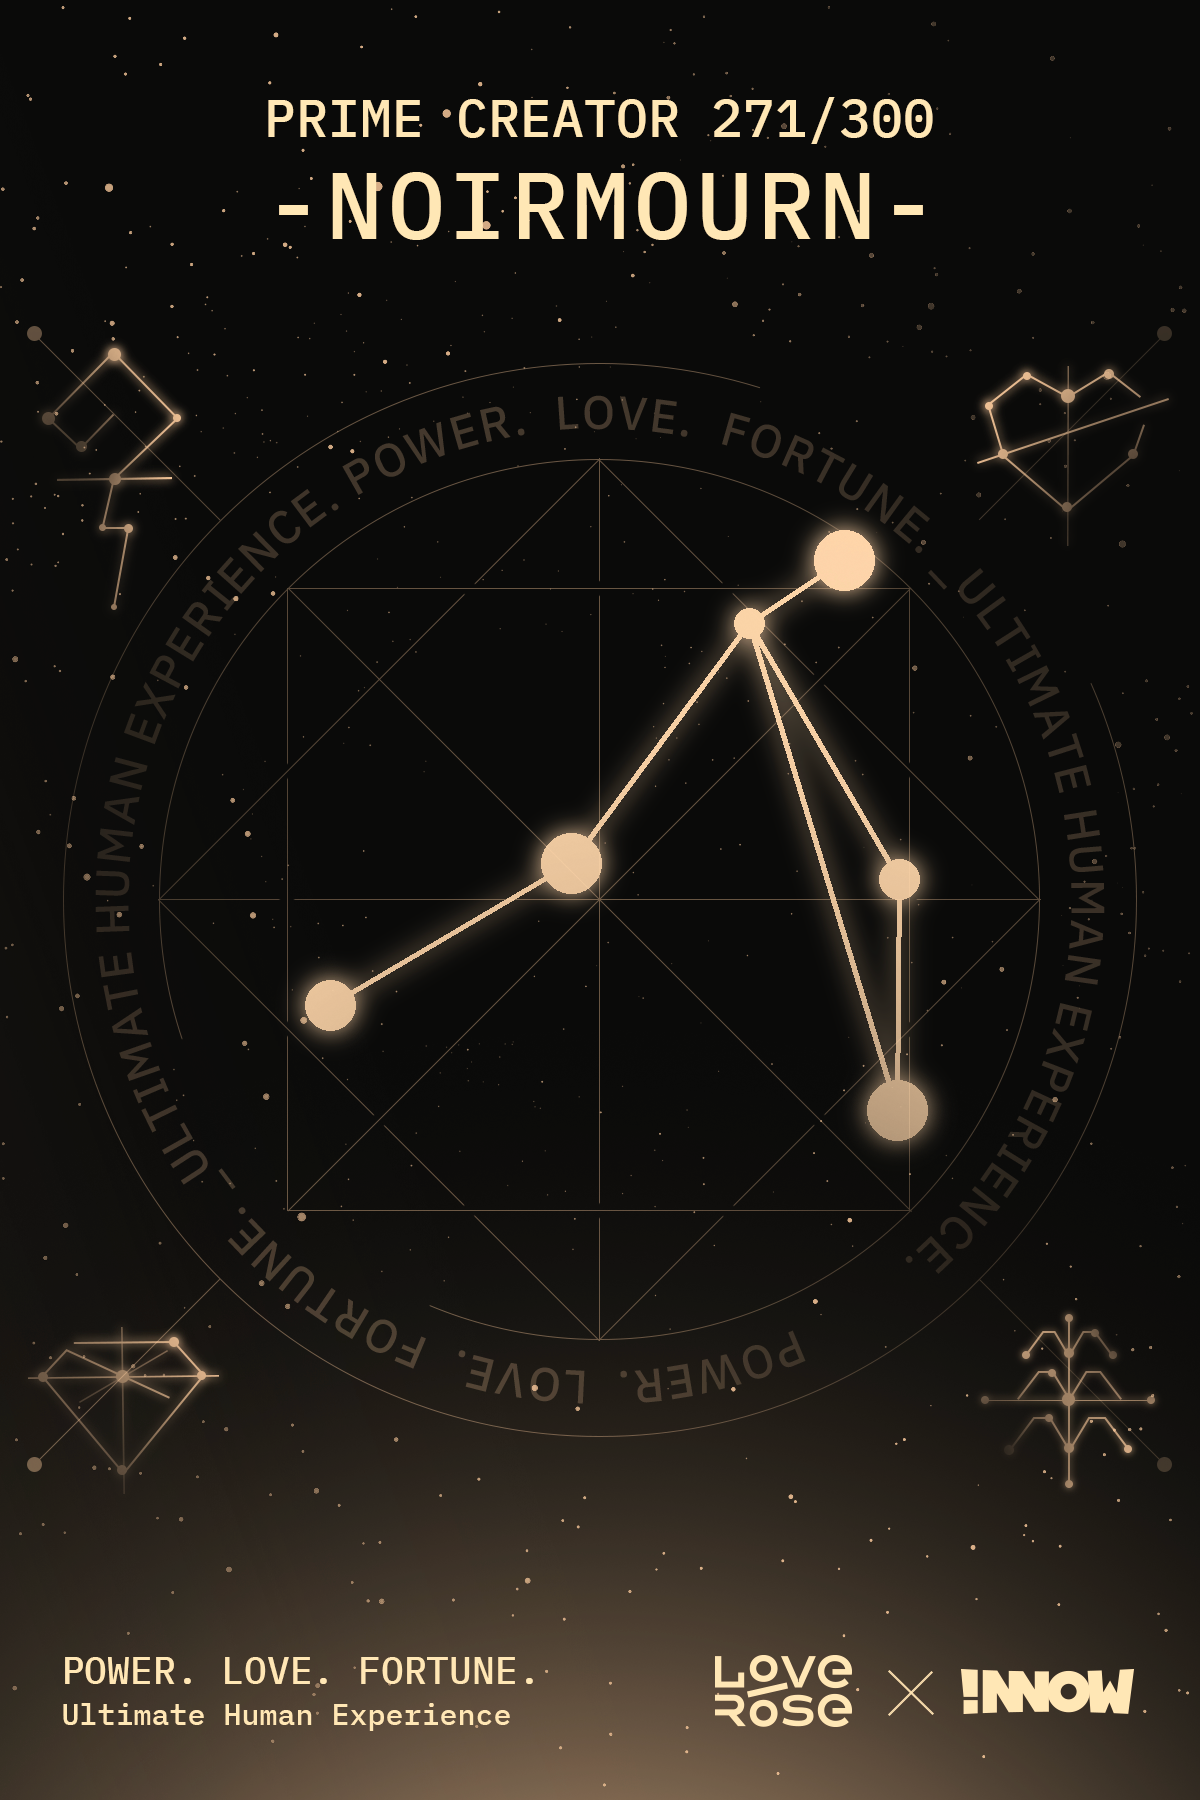 PRIME CREATOR 271/300
-NOIRMOURN-
ULTIMATE HUMAN EXPERIENCE. POWER. LOVE. FORTUNE. – ULTIMATE HUMAN EXPERIENCE.
POWER. LOVE. FORTUNE. –
POWER. LOVE. FORTUNE.
Ultimate Human Experience
LOVE
ROSE
!NNOW